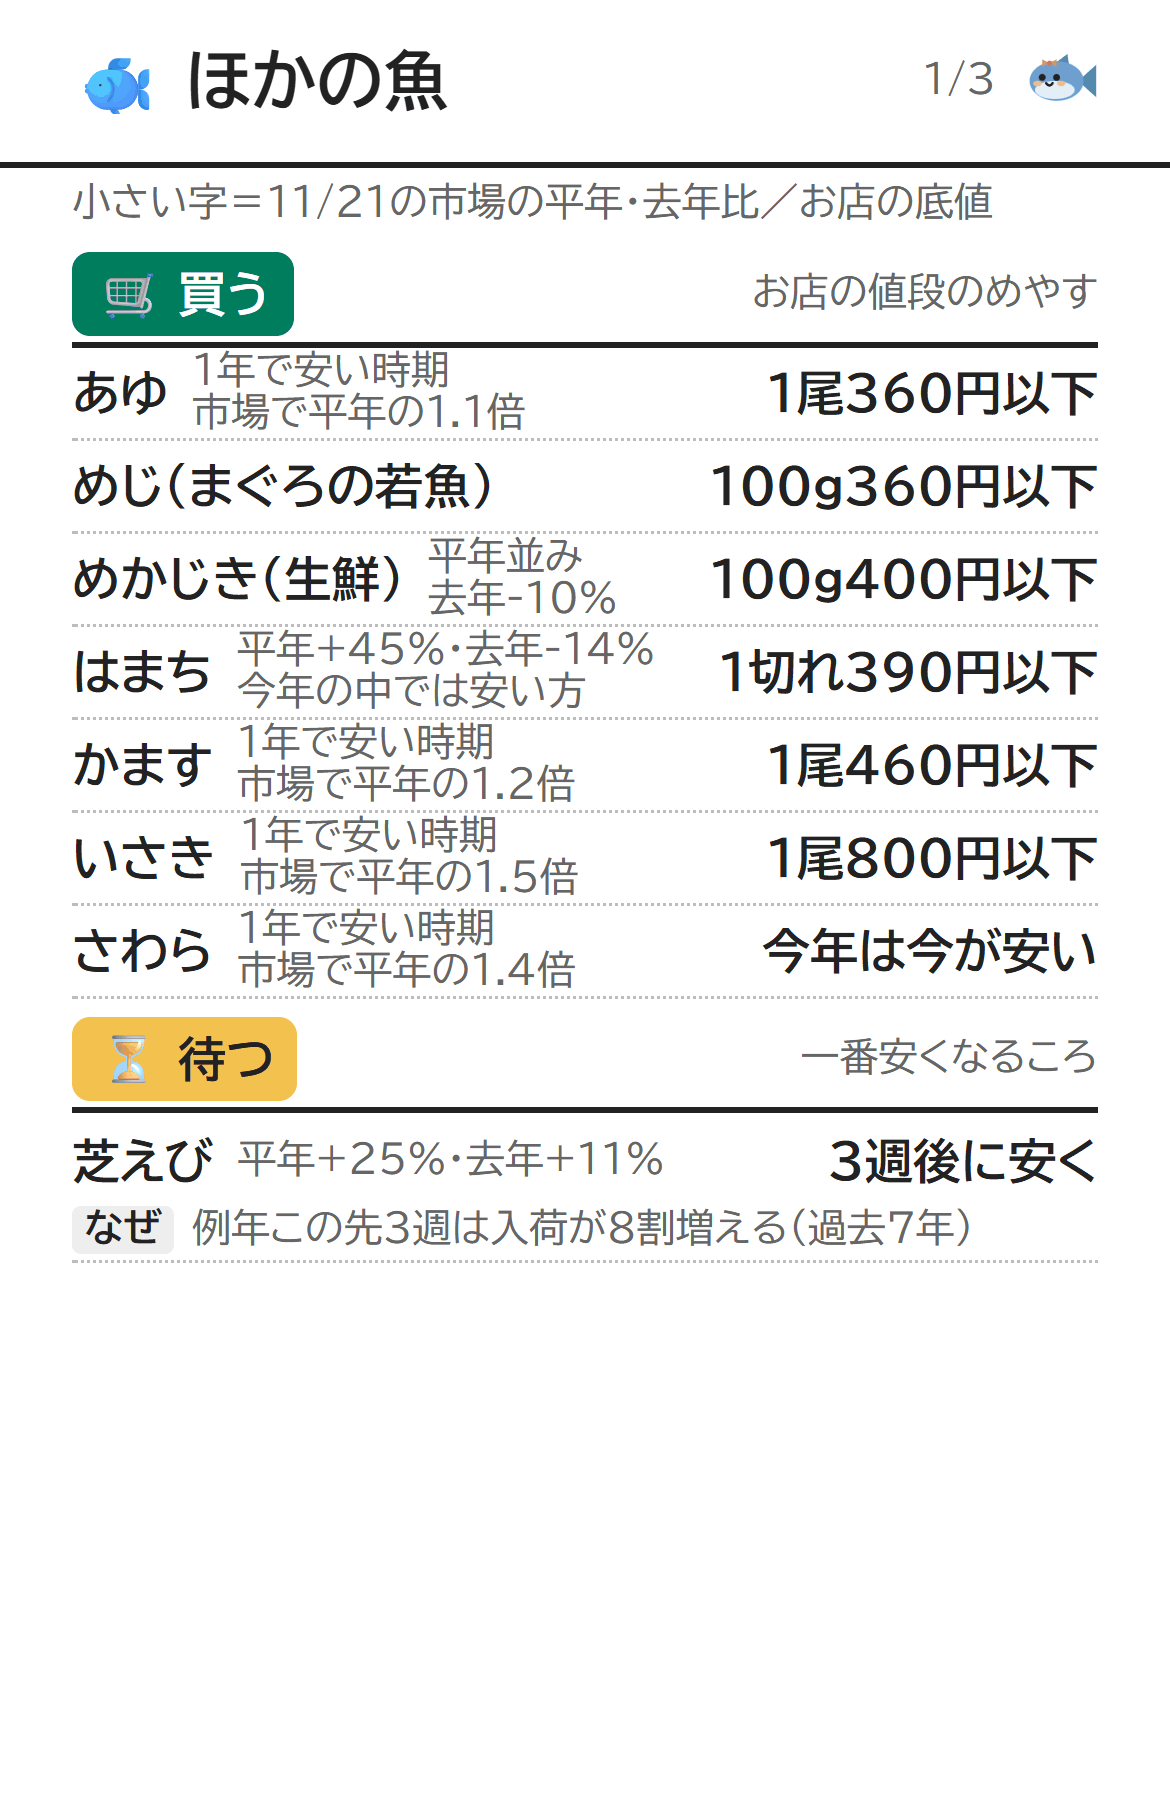 ほかの魚
1/3
小さい字＝11/21の市場の平年・去年比／お店の底値
買う
お店の値段のめやす
あゆ
1年で安い時期
市場で平年の1.1倍
1尾360円以下
めじ（まぐろの若魚）
100g360円以下
めかじき（生鮮）
平年並み
去年-10%
100g400円以下
はまち
平年+45%・去年-14%
今年の中では安い方
1切れ390円以下
かます
1年で安い時期
市場で平年の1.2倍
1尾460円以下
いさき
1年で安い時期
市場で平年の1.5倍
1尾800円以下
さわら
1年で安い時期
市場で平年の1.4倍
今年は今が安い
待つ
一番安くなるころ
芝えび
平年+25%・去年+11%
3週後に安く
なぜ
例年この先3週は入荷が8割増える（過去7年）